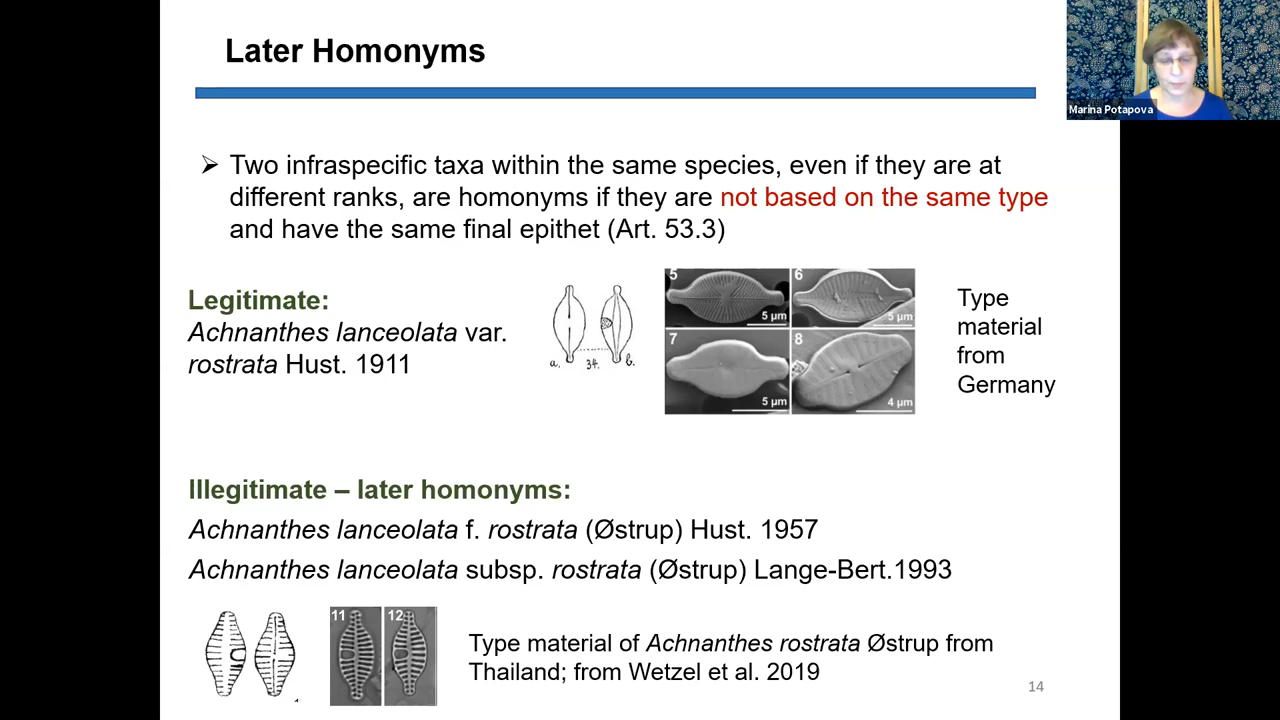 Later Homonyms
Marina Potapova
➢ Two infraspecific taxa within the same species, even if they are at
different ranks, are homonyms if they are not based on the same type
and have the same final epithet (Art. 53.3)
Legitimate:
Achnanthes lanceolata var.
rostrata Hust. 1911
a. 34. b.
5 6
5 µm 5 µm
7 8
5 µm 4 µm
Type
material
from
Germany
Illegitimate – later homonyms:
Achnanthes lanceolata f. rostrata (Østrup) Hust. 1957
Achnanthes lanceolata subsp. rostrata (Østrup) Lange-Bert.1993
11 12
Type material of Achnanthes rostrata Østrup from
Thailand; from Wetzel et al. 2019
14